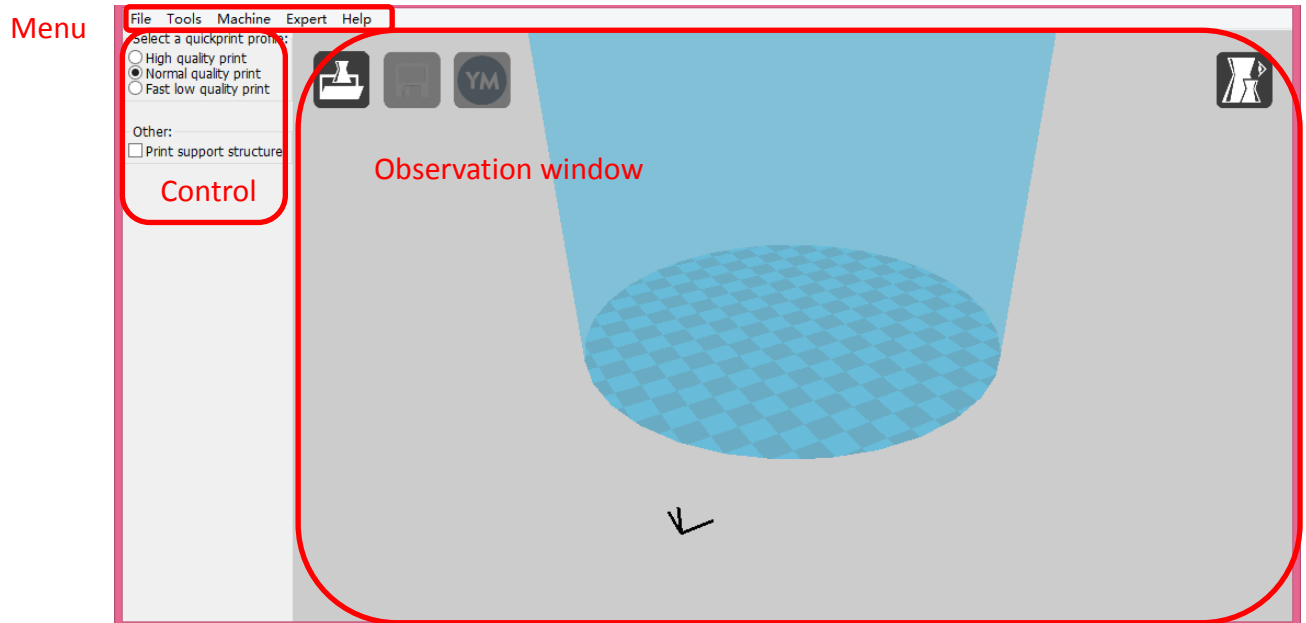 Menu
File Tools Machine Expert Help
Select a quickprint profile:
High quality print
Normal quality print
Fast low quality print
Other:
Print support structure
Control
YM
Observation window